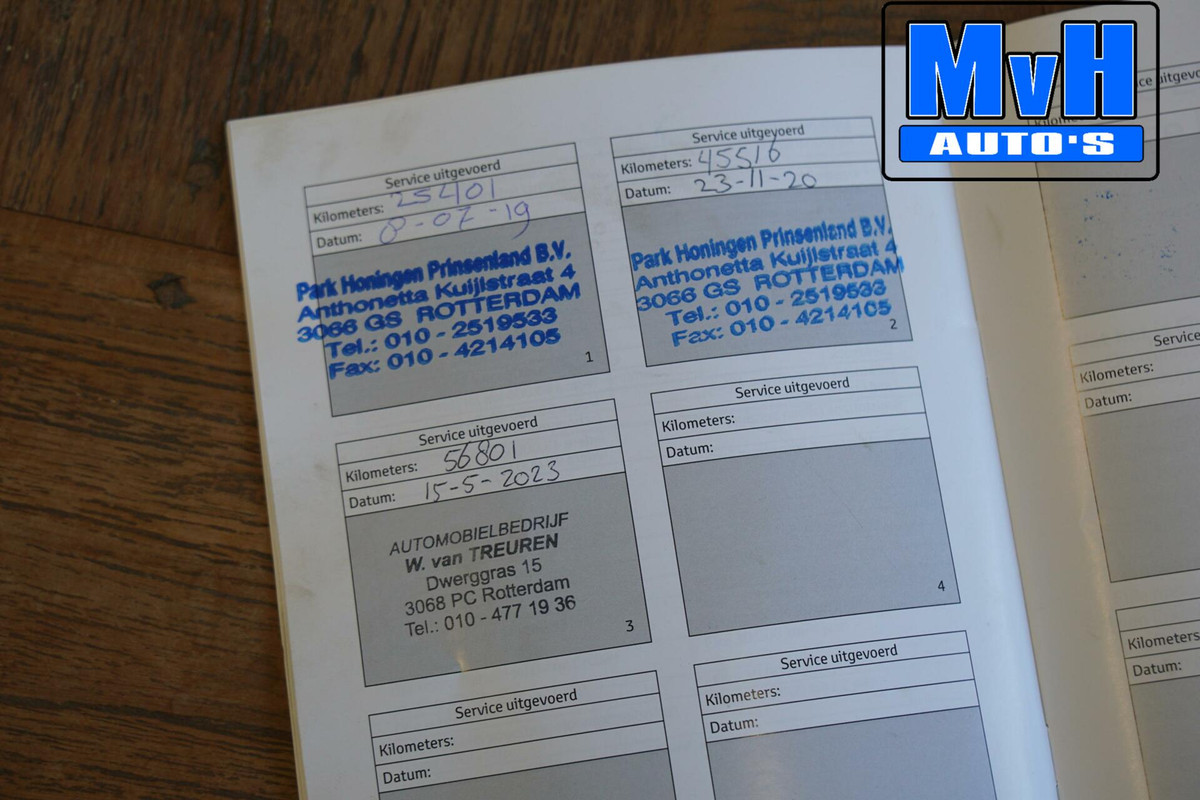 MvH
AUTO'S
Service uitgevoerd
Kilometers: 25401
Datum: 8-07-19
Park Honingen Prinsenland B.V.
Anthonetta Kuijlstraat 4
3066 GS ROTTERDAM
Tel.: 010 - 2519533
Fax: 010 - 4214105
1
Service uitgevoerd
Kilometers: 45516
Datum: 23-11-20
Park Honingen Prinsenland B.V.
Anthonetta Kuijlstraat 4
3066 GS ROTTERDAM
Tel.: 010 - 2519533
Fax: 010 - 4214105
2
Service uitgevoerd
Kilometers: 56801
Datum: 15-5-2023
AUTOMOBIELBEDRIJF
W. van TREUREN
Dwerggras 15
3068 PC Rotterdam
Tel.: 010 - 477 19 36
3
Service uitgevoerd
Kilometers:
Datum:
4
Service uitgevoerd
Kilometers:
Datum:
Service uitgevoerd
Kilometers:
Datum:
Service
Kilometers:
Datum:
Kilometers:
Datum: